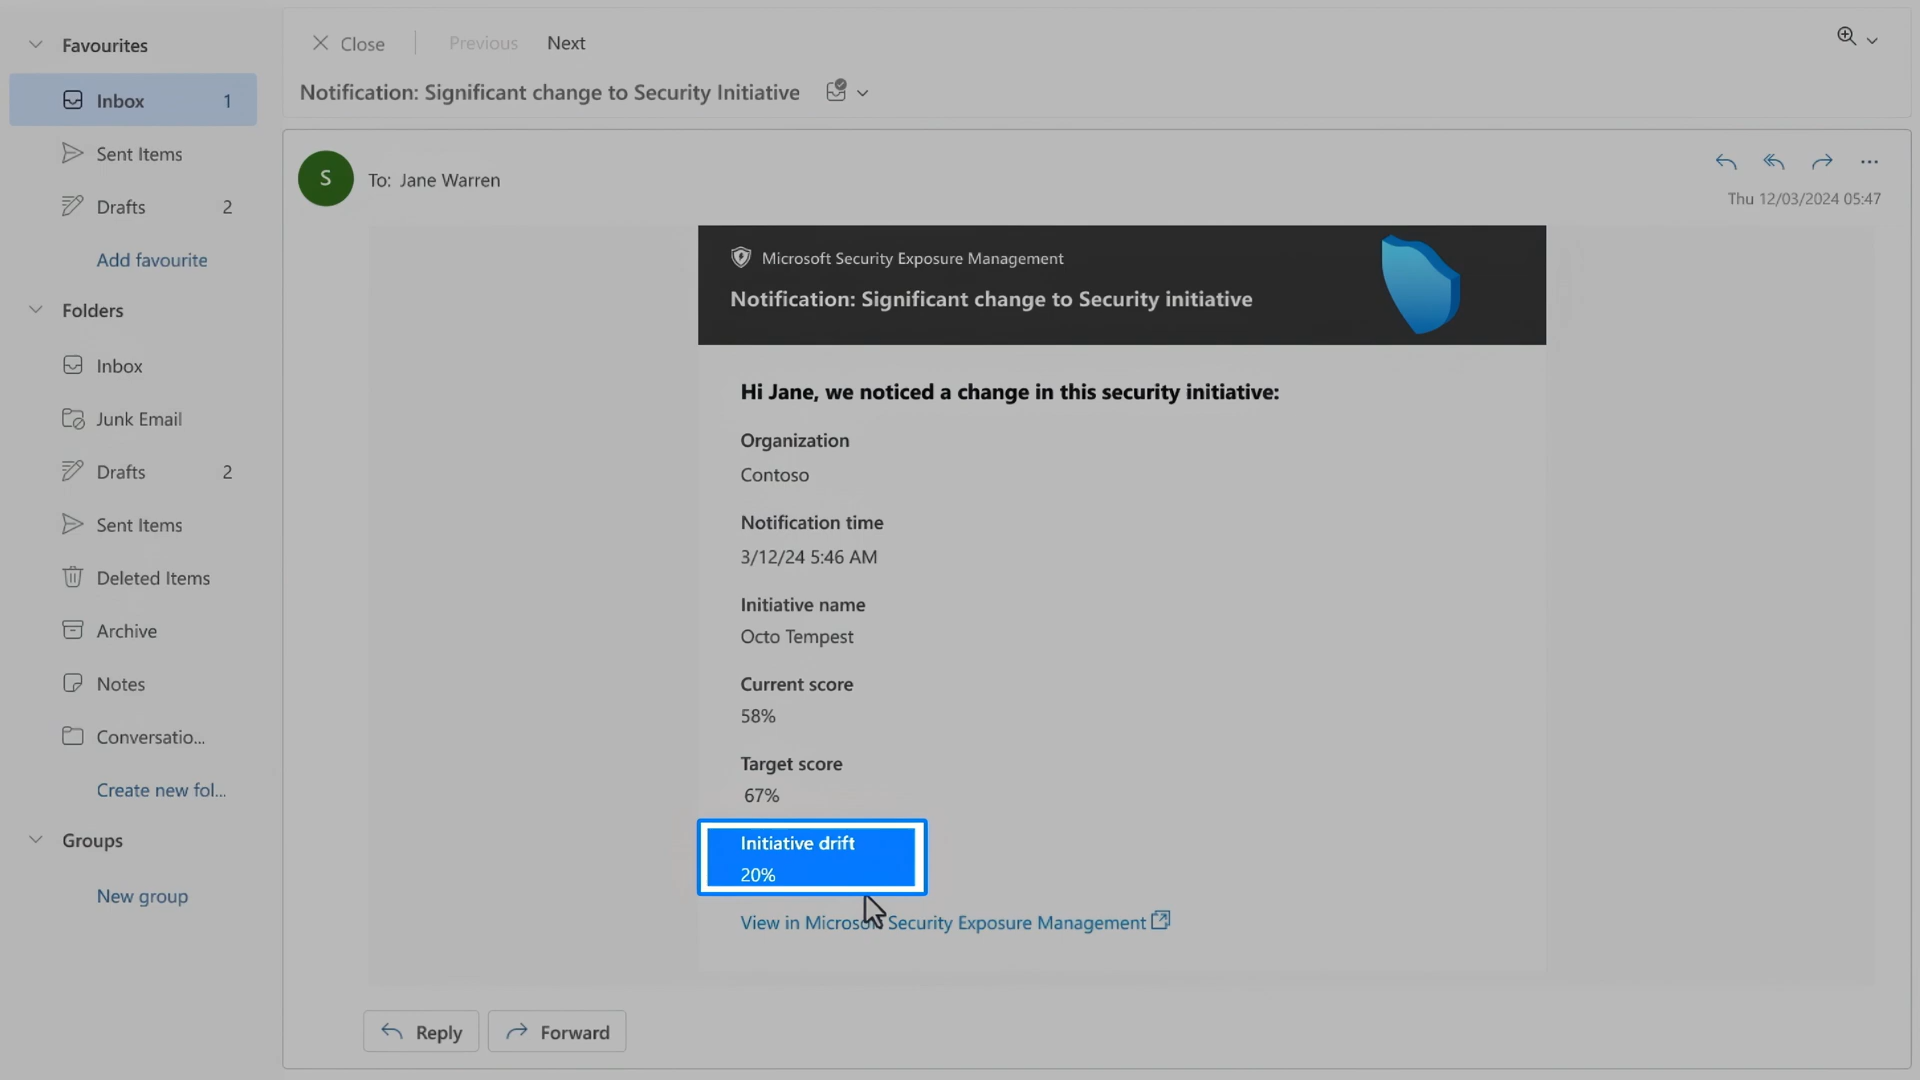 Favourites
Inbox 1
Sent Items
Drafts 2
Add favourite
Folders
Inbox
Junk Email
Drafts 2
Sent Items
Deleted Items
Archive
Notes
Conversatio...
Create new fol...
Groups
New group
Close Previous Next
Notification: Significant change to Security Initiative
S
To: Jane Warren
Thu 12/03/2024 05:47
Microsoft Security Exposure Management
Notification: Significant change to Security initiative
Hi Jane, we noticed a change in this security initiative:
Organization
Contoso
Notification time
3/12/24 5:46 AM
Initiative name
Octo Tempest
Current score
58%
Target score
67%
Initiative drift
20%
View in Microsoft Security Exposure Management
Reply Forward